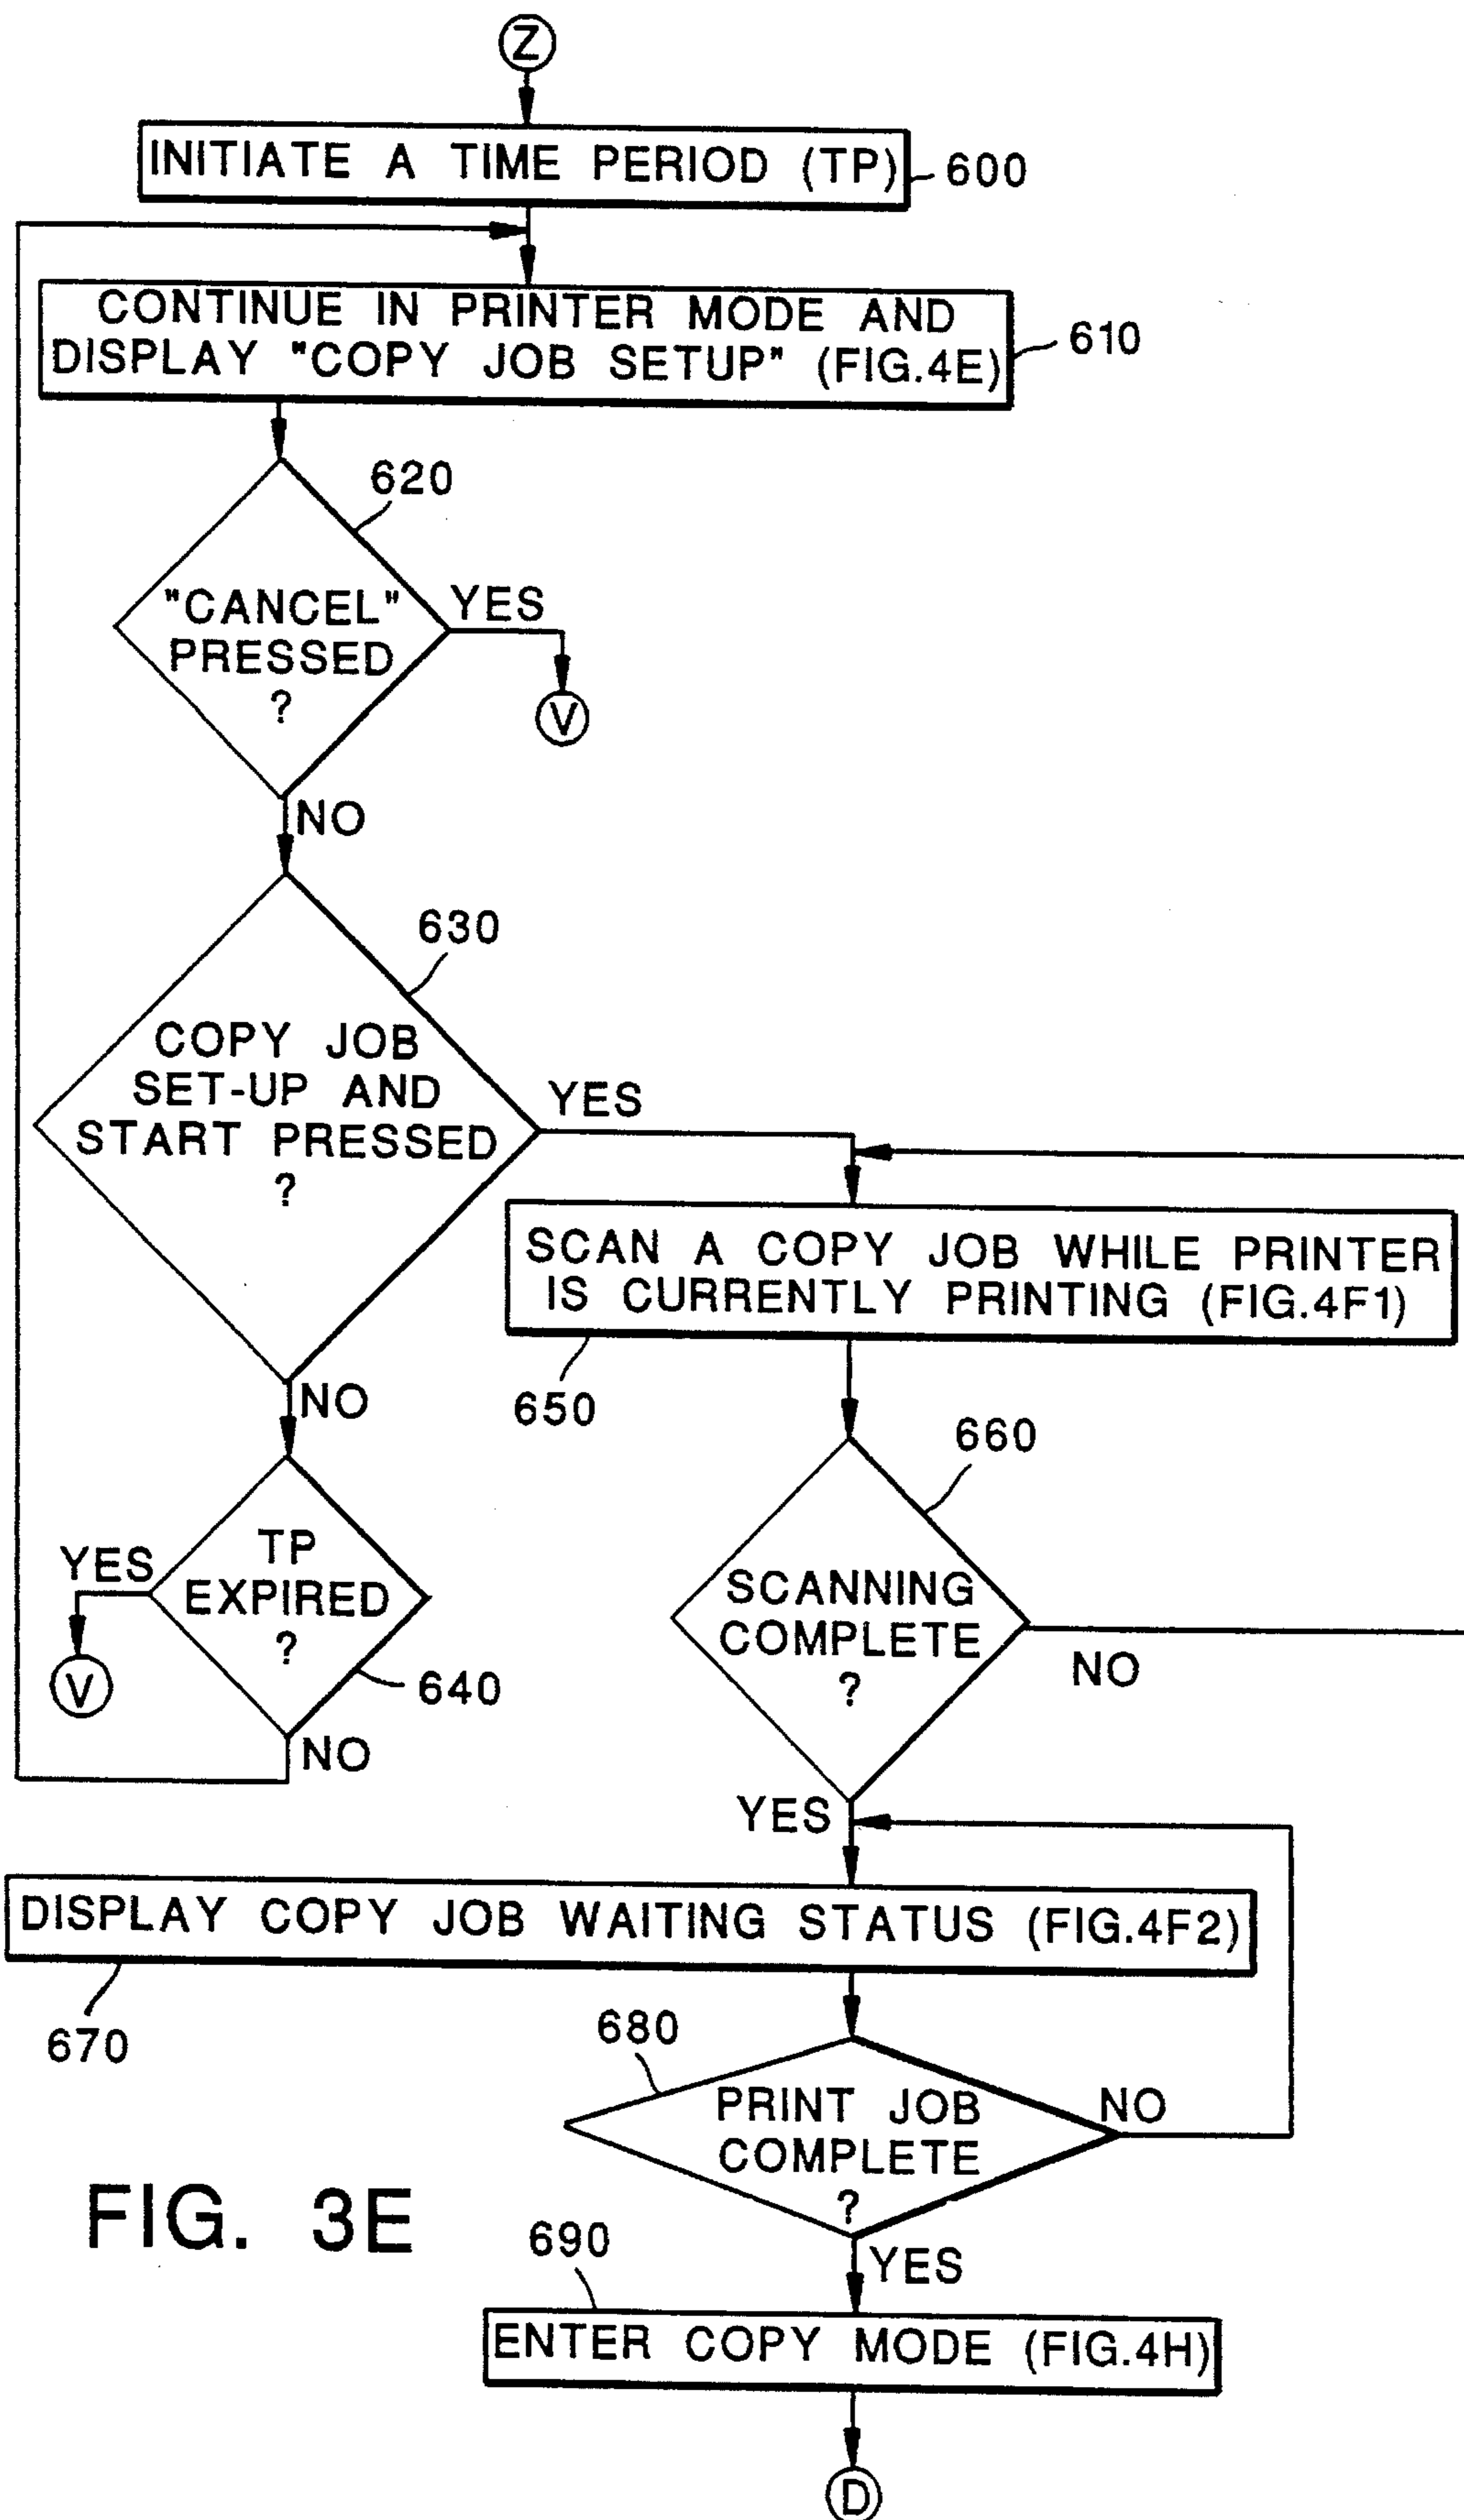 Z
INITIATE A TIME PERIOD (TP)
600
CONTINUE IN PRINTER MODE AND
DISPLAY "COPY JOB SETUP" (FIG.4E)
610
620
"CANCEL"
PRESSED
?
YES
V
NO
630
COPY JOB
SET-UP AND
START PRESSED
?
YES
SCAN A COPY JOB WHILE PRINTER
IS CURRENTLY PRINTING (FIG.4F1)
650
NO
660
TP
EXPIRED
?
YES
V
640
NO
SCANNING
COMPLETE
?
NO
YES
DISPLAY COPY JOB WAITING STATUS (FIG.4F2)
670
680
PRINT JOB
COMPLETE
?
NO
YES
FIG. 3E
690
ENTER COPY MODE (FIG.4H)
D